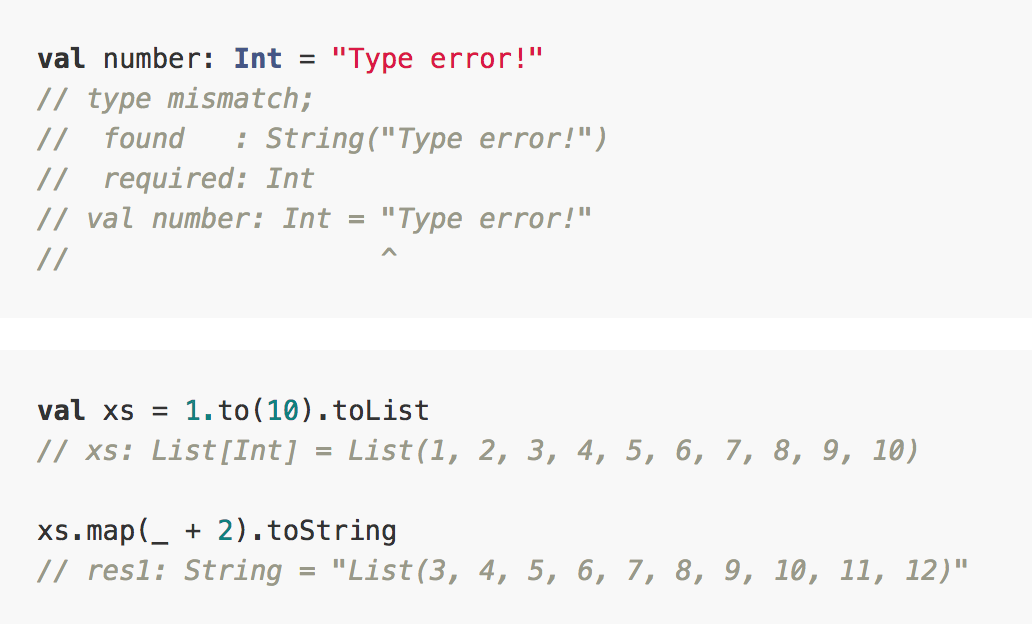 val number: Int = "Type error!"
// type mismatch;
//  found   : String("Type error!")
//  required: Int
// val number: Int = "Type error!"
//                   ^
val xs = 1.to(10).toList
// xs: List[Int] = List(1, 2, 3, 4, 5, 6, 7, 8, 9, 10)
xs.map(_ + 2).toString
// res1: String = "List(3, 4, 5, 6, 7, 8, 9, 10, 11, 12)"